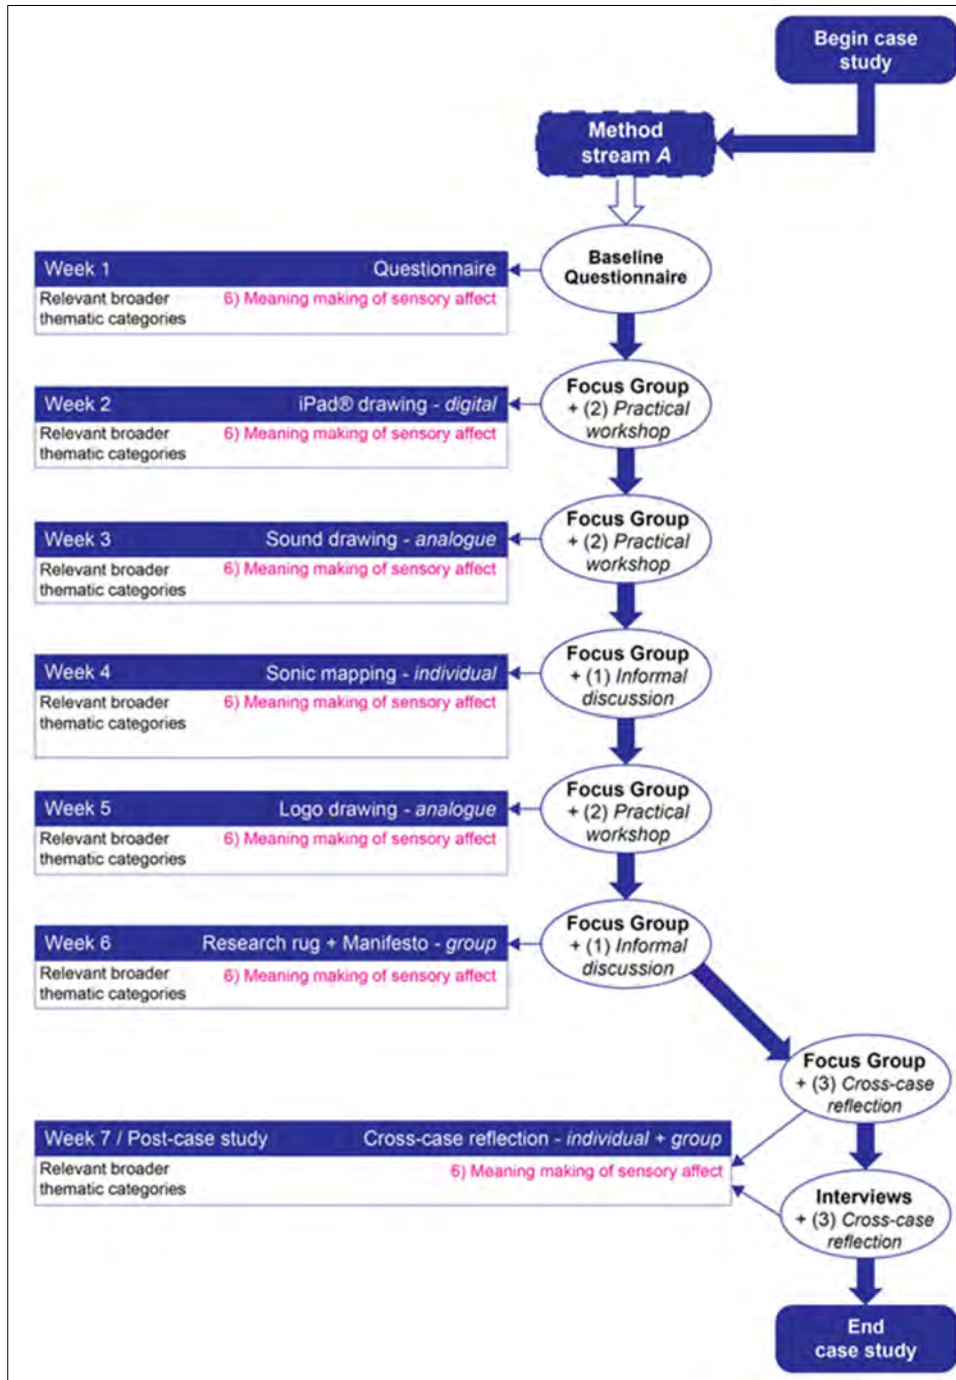 Begin case
study
Method
stream A
Baseline
Questionnaire
Week 1 Questionnaire
Relevant broader 6) Meaning making of sensory affect
thematic categories
Focus Group
+ (2) Practical
workshop
Week 2 iPad® drawing - digital
Relevant broader 6) Meaning making of sensory affect
thematic categories
Focus Group
+ (2) Practical
workshop
Week 3 Sound drawing - analogue
Relevant broader 6) Meaning making of sensory affect
thematic categories
Focus Group
+ (1) Informal
discussion
Week 4 Sonic mapping - individual
Relevant broader 6) Meaning making of sensory affect
thematic categories
Focus Group
+ (2) Practical
workshop
Week 5 Logo drawing - analogue
Relevant broader 6) Meaning making of sensory affect
thematic categories
Focus Group
+ (1) Informal
discussion
Week 6 Research rug + Manifesto - group
Relevant broader 6) Meaning making of sensory affect
thematic categories
Focus Group
+ (3) Cross-case
reflection
Week 7 / Post-case study Cross-case reflection - individual + group
Relevant broader 6) Meaning making of sensory affect
thematic categories
Interviews
+ (3) Cross-case
reflection
End
case study